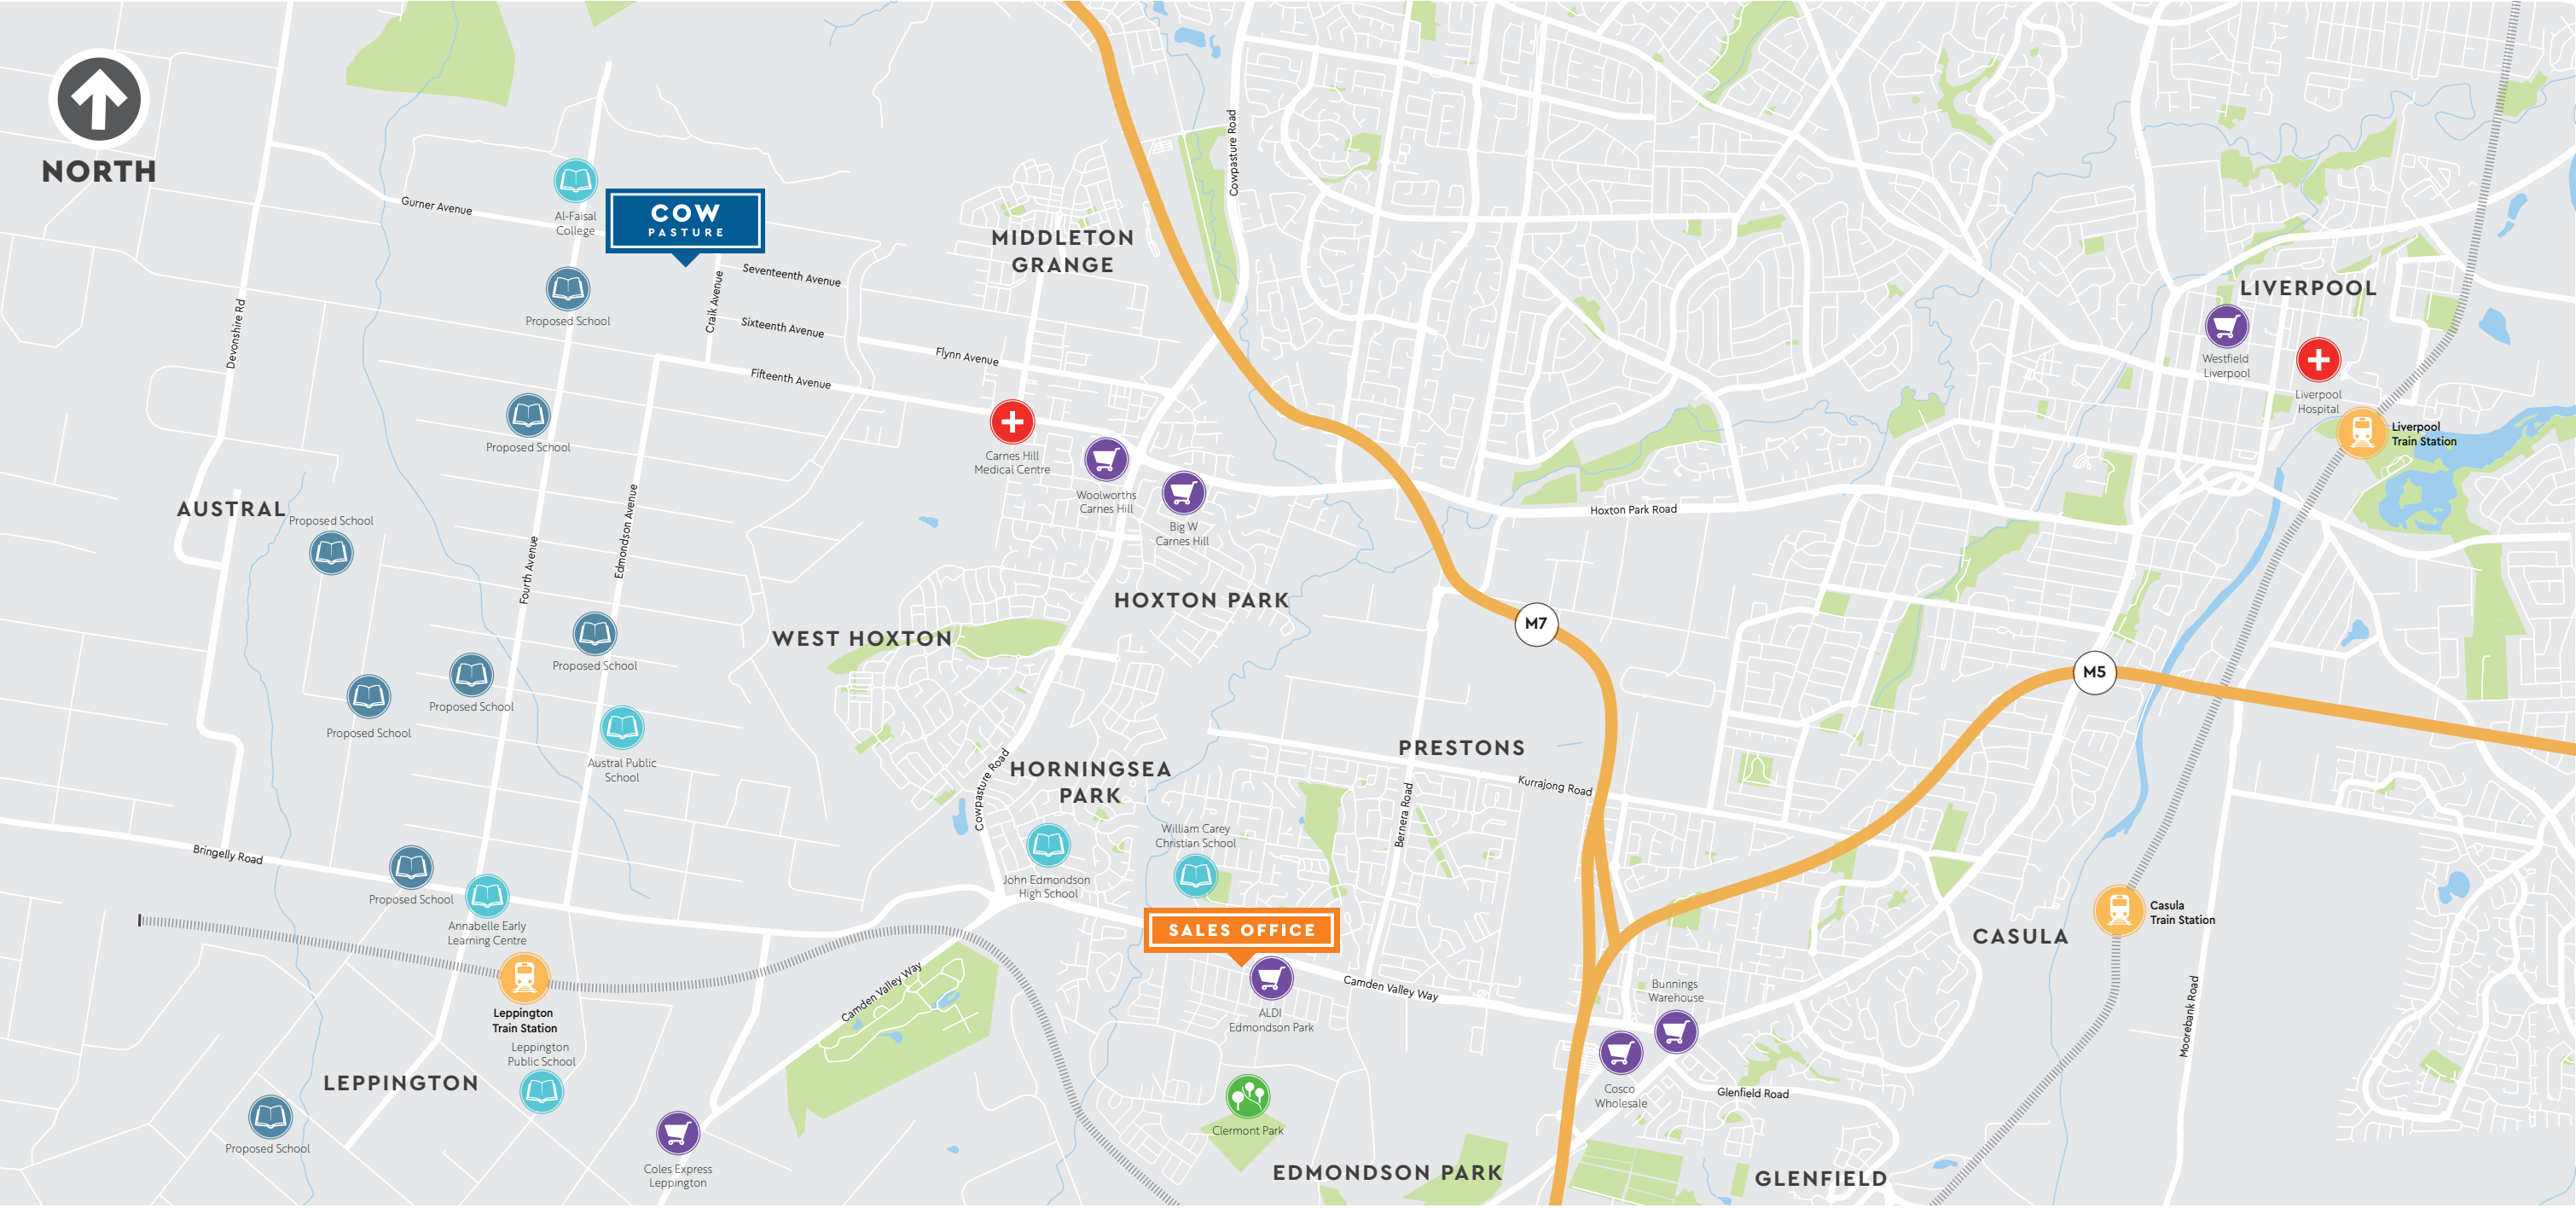 NORTH
Gurner Avenue
Al-Faisal
College
COW
PASTURE
Seventeenth Avenue
Craik Avenue
Sixteenth Avenue
Flynn Avenue
Fifteenth Avenue
Devonshire Rd
Proposed School
Proposed School
MIDDLETON
GRANGE
Cowpasture Road
LIVERPOOL
Westfield
Liverpool
Liverpool
Hospital
Liverpool
Train Station
Carnes Hill
Medical Centre
Woolworths
Carnes Hill
Big W
Carnes Hill
Hoxton Park Road
AUSTRAL
Proposed School
Fourth Avenue
Edmondson Avenue
HOXTON PARK
WEST HOXTON
M7
M5
Proposed School
Proposed School
Proposed School
Austral Public
School
PRESTONS
Kurrajong Road
Bernera Road
HORNINGSEA
PARK
Cowpasture Road
William Carey
Christian School
John Edmondson
High School
Bringelly Road
Proposed School
Annabelle Early
Learning Centre
SALES OFFICE
CASULA
Casula
Train Station
Leppington
Train Station
Leppington
Public School
LEPPINGTON
Camden Valley Way
Camden Valley Way
ALDI
Edmondson Park
Bunnings
Warehouse
Cosco
Wholesale
Glenfield Road
Moorebank Road
Proposed School
Coles Express
Leppington
Clermont Park
EDMONDSON PARK
GLENFIELD